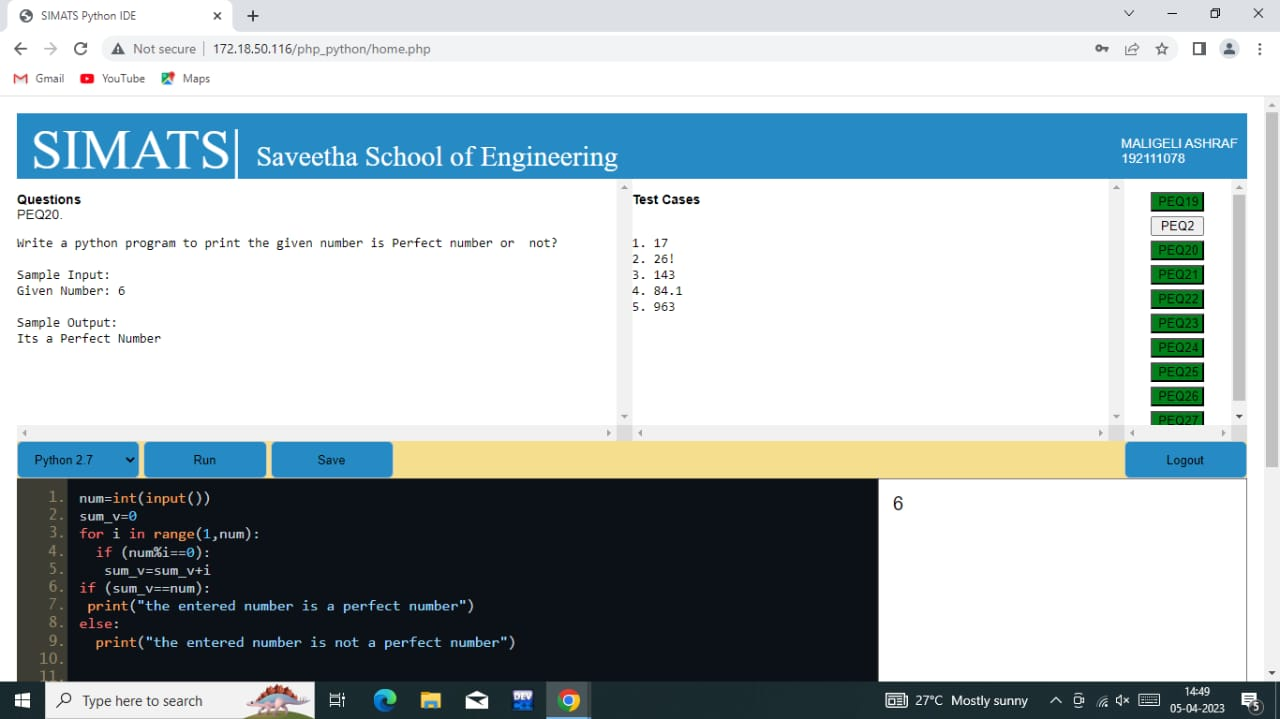 SIMATS Python IDE
Not secure 172.18.50.116/php_python/home.php
Gmail YouTube Maps
SIMATS| Saveetha School of Engineering
MALIGELI ASHRAF
192111078
Questions
PEQ20.
Write a python program to print the given number is Perfect number or  not?
Sample Input:
Given Number: 6
Sample Output:
Its a Perfect Number
Test Cases
1. 17
2. 26!
3. 143
4. 84.1
5. 963
PEQ19
PEQ2
PEQ20
PEQ21
PEQ22
PEQ23
PEQ24
PEQ25
PEQ26
PEQ27
Python 2.7 Run Save Logout
1. num=int(input())
2. sum_v=0
3. for i in range(1,num):
4.   if (num%i==0):
5.    sum_v=sum_v+i
6. if (sum_v==num):
7.  print("the entered number is a perfect number")
8. else:
9.   print("the entered number is not a perfect number")
10.
11.
6
Type here to search
DEV
27°C Mostly sunny
14:49
05-04-2023
5